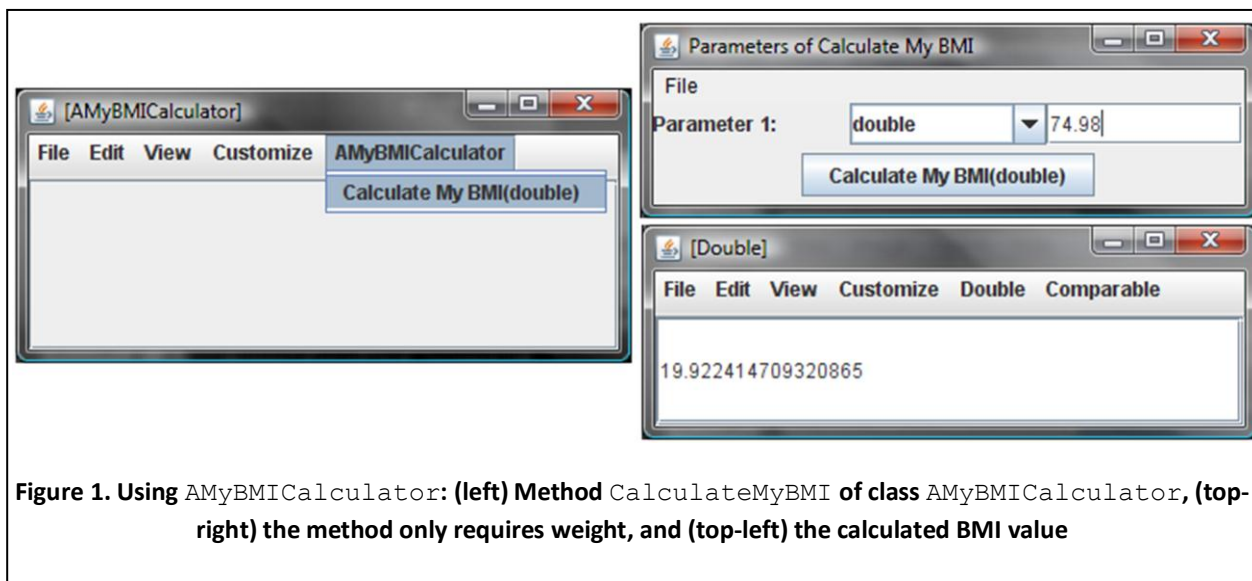 [AMyBMICalculator]
File Edit View Customize AMyBMICalculator
Calculate My BMI(double)
Parameters of Calculate My BMI
File
Parameter 1: double 74.98
Calculate My BMI(double)
[Double]
File Edit View Customize Double Comparable
19.922414709320865
Figure 1. Using AMyBMICalculator: (left) Method CalculateMyBMI of class AMyBMICalculator, (top-
right) the method only requires weight, and (top-left) the calculated BMI value